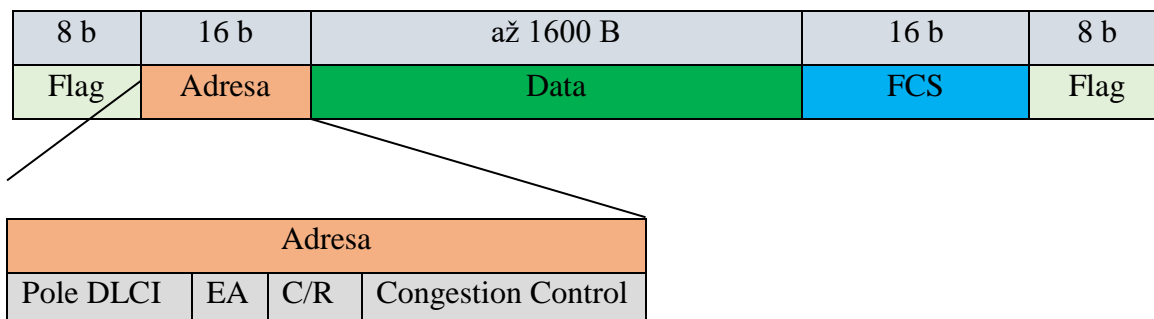 8 b 16 b až 1600 B 16 b 8 b
Flag Adresa Data FCS Flag
Adresa
Pole DLCI EA C/R Congestion Control